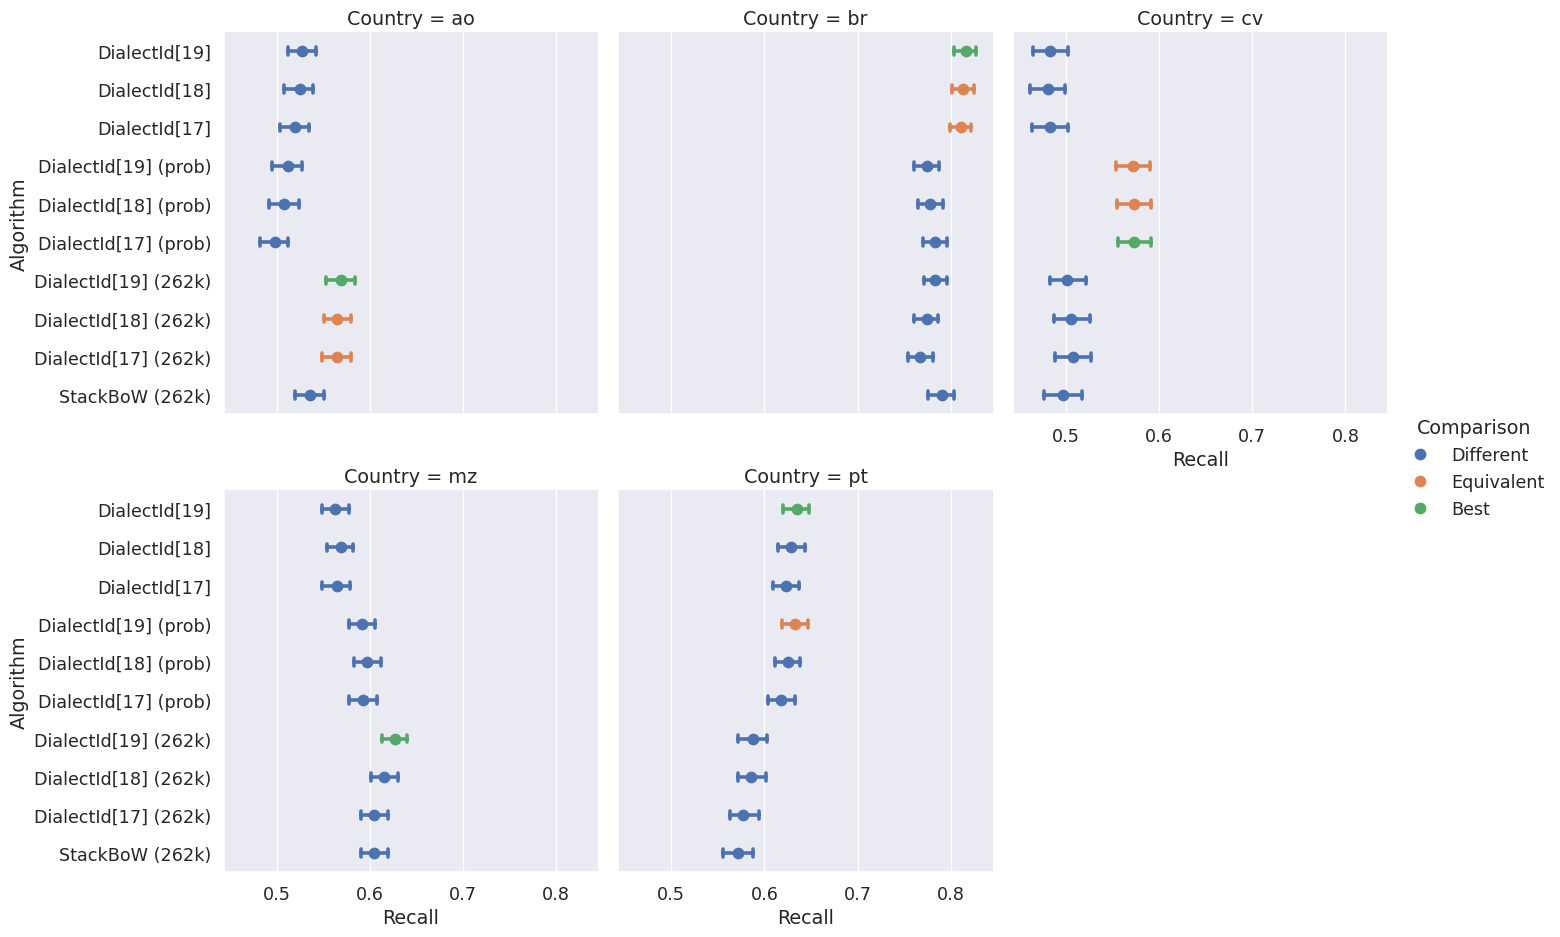 Country = ao
Country = br
Country = cv
Algorithm
DialectId[19]
DialectId[18]
DialectId[17]
DialectId[19] (prob)
DialectId[18] (prob)
DialectId[17] (prob)
DialectId[19] (262k)
DialectId[18] (262k)
DialectId[17] (262k)
StackBoW (262k)
0.5 0.6 0.7 0.8
Recall
Comparison
Different
Equivalent
Best
Country = mz
Country = pt
Algorithm
DialectId[19]
DialectId[18]
DialectId[17]
DialectId[19] (prob)
DialectId[18] (prob)
DialectId[17] (prob)
DialectId[19] (262k)
DialectId[18] (262k)
DialectId[17] (262k)
StackBoW (262k)
0.5 0.6 0.7 0.8
Recall
0.5 0.6 0.7 0.8
Recall